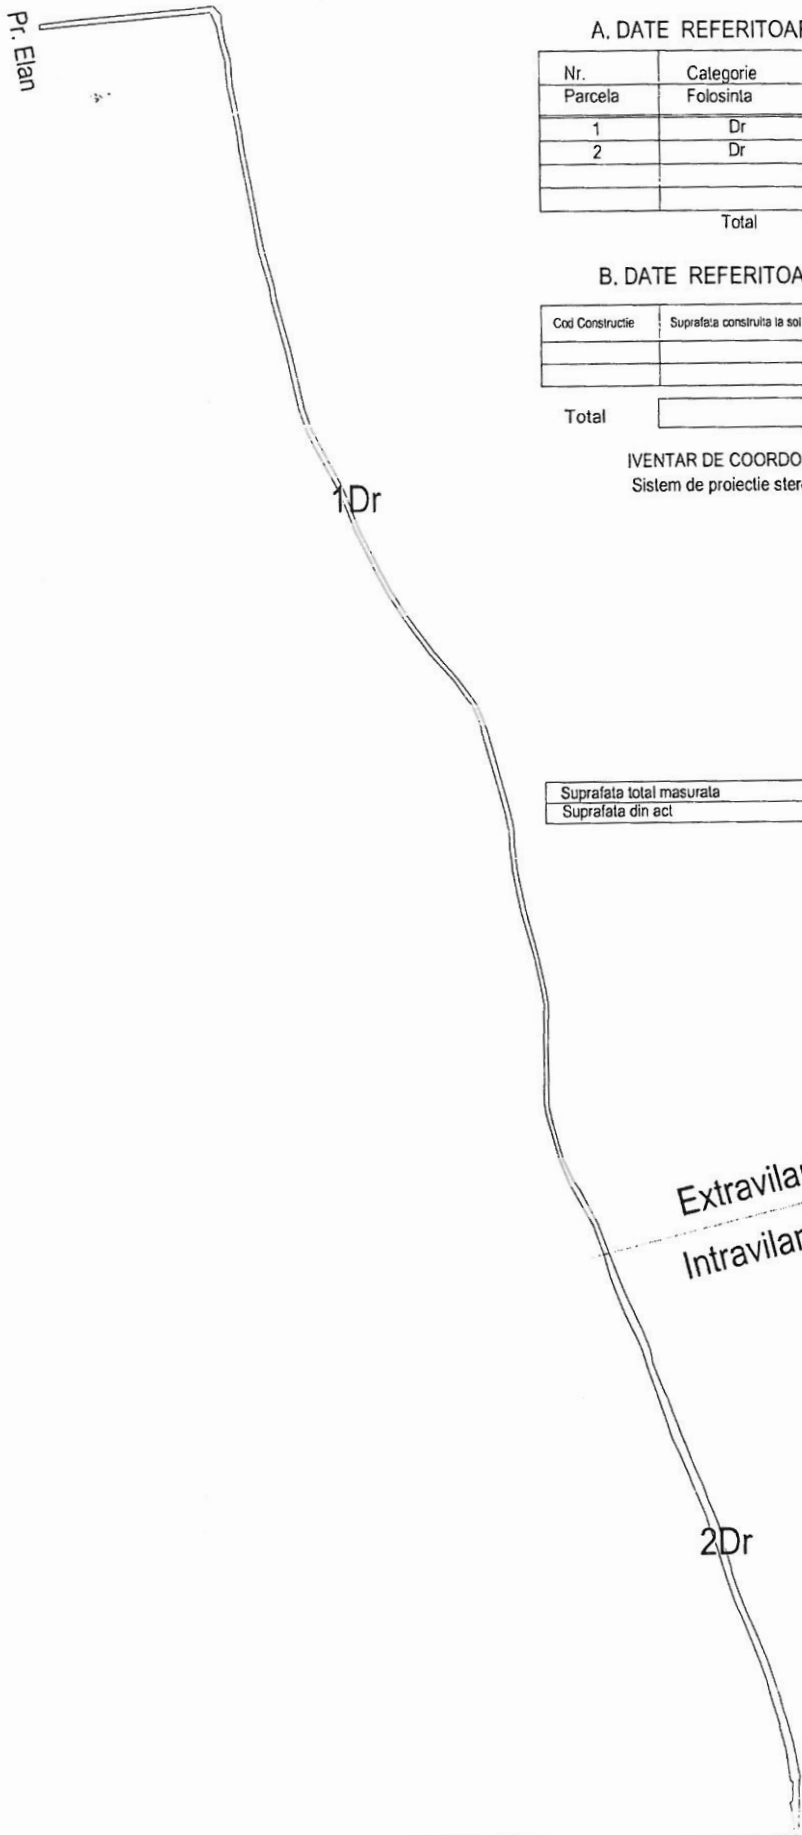 Pr. Elan
A. DATE REFERITOAR
Nr. Categorie
Parcela Folosinta
1 Dr
2 Dr
Total
B. DATE REFERITOA
Cod Constructie Suprafata construita la sol
Total
IVENTAR DE COORDO
Sistem de proiectie ster
1Dr
Suprafata total masurata
Suprafata din act
Extravilan
Intravilan
2Dr